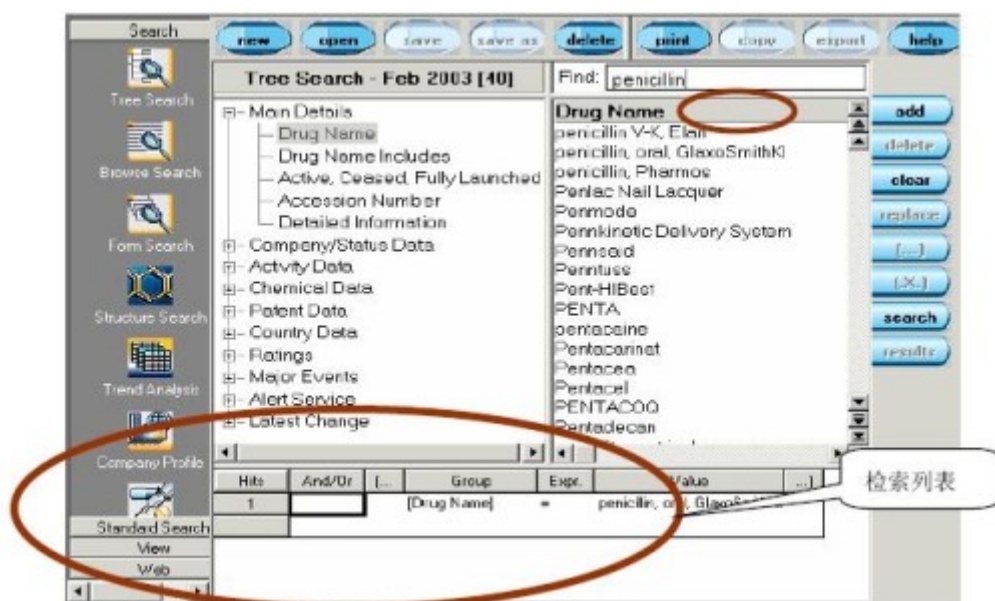 Search
Tree Search
Browse Search
Form Search
Structure Search
Trend Analysis
Company Profile
Standard Search
View
Web
new open save save as delete print copy export help
Tree Search - Feb 2003 [40]
Main Details
Drug Name
Drug Name Includes
Active, Ceased, Fully Launched
Accession Number
Detailed Information
Company/Status Data
Activity Data
Chemical Data
Patent Data
Country Data
Ratings
Major Events
Alert Service
Latest Change
Find: penicillin
Drug Name
penicillin V-K, Elan
penicillin, oral, GlaxoSmithKl
penicillin, Pharmos
Penlac Nail Lacquer
Penmode
Pennkinetic Delivery System
Pennsaid
Penntuss
Pent-HIBest
PENTA
pentacaine
Pentacarinat
Pentacea
Pentacel
PENTACOQ
Pentadecan
add
delete
clear
replace
(...)
(.X.)
search
results
Hits And/Or (... Group Expr. Value ...)
1 [Drug Name] = penicillin, oral,
检索列表